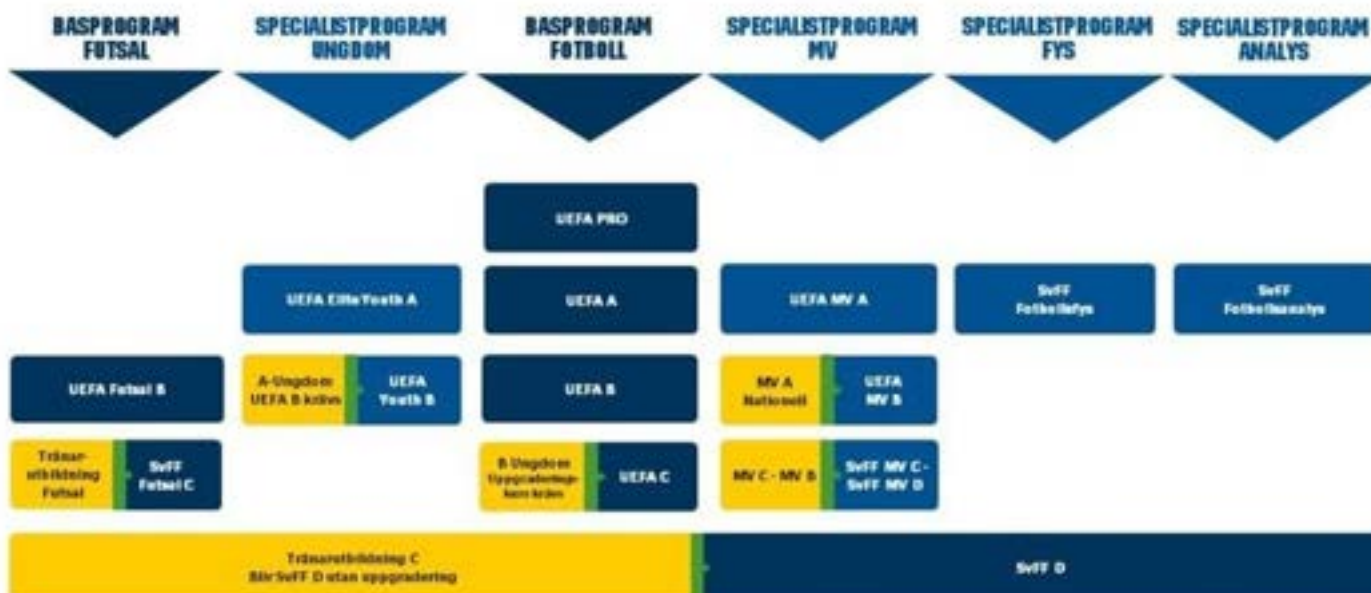 BASPROGRAM
FUTSAL
SPECIALISTPROGRAM
UNGDOM
BASPROGRAM
FOTBOLL
SPECIALISTPROGRAM
MV
SPECIALISTPROGRAM
FYS
SPECIALISTPROGRAM
ANALYS
UEFA PRO
UEFA Elite Youth A
UEFA A
UEFA MV A
SvFF
Fotbollsfys
SvFF
Fotbollsanalys
UEFA Futsal B
A-Ungdom
UEFA B krävs
UEFA
Youth B
UEFA B
MV A
Nationell
UEFA
MV B
Tränar-
utbildning
Futsal
SvFF
Futsal C
B Ungdom
Uppgraderings-
kurs krävs
UEFA C
MV C - MV B
SvFF MV C -
SvFF MV D
Tränarutbildning C
Blir SvFF D utan uppgradering
SvFF D